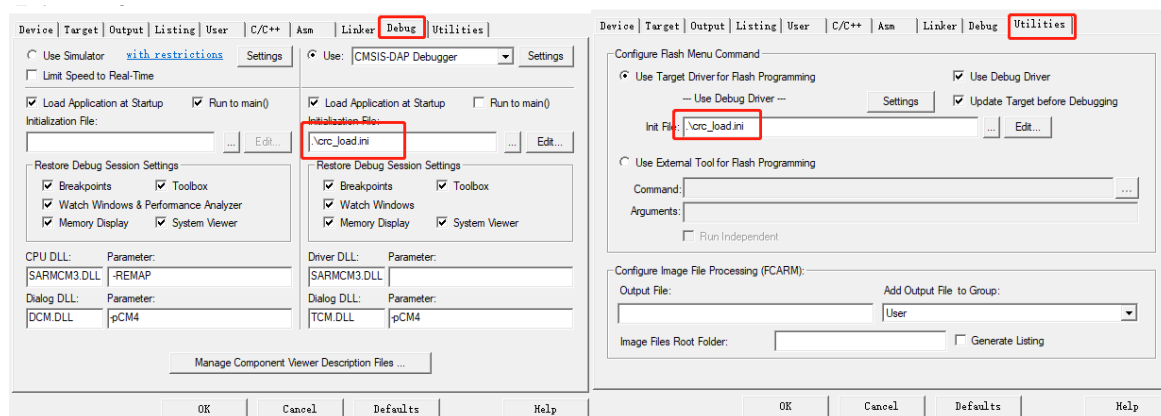 Device Target Output Listing User C/C++ Asm Linker Debug Utilities
Use Simulator with restrictions Settings
Limit Speed to Real-Time
Use: CMSIS-DAP Debugger Settings
Load Application at Startup Run to main()
Initialization File:
... Edit...
Load Application at Startup Run to main()
Initialization File:
.\crc_load.ini ... Edit...
Restore Debug Session Settings
Breakpoints Toolbox
Watch Windows & Performance Analyzer
Memory Display System Viewer
Restore Debug Session Settings
Breakpoints Toolbox
Watch Windows
Memory Display System Viewer
CPU DLL: Parameter:
SARMCM3.DLL -REMAP
Dialog DLL: Parameter:
DCM.DLL -pCM4
Driver DLL: Parameter:
SARMCM3.DLL
Dialog DLL: Parameter:
TCM.DLL -pCM4
Manage Component Viewer Description Files ...
OK Cancel Defaults Help
Device Target Output Listing User C/C++ Asm Linker Debug Utilities
Configure Flash Menu Command
Use Target Driver for Flash Programming Use Debug Driver
-- Use Debug Driver -- Settings Update Target before Debugging
Init File: .\crc_load.ini ... Edit...
Use External Tool for Flash Programming
Command: ...
Arguments:
Run Independent
Configure Image File Processing (FCARM):
Output File: Add Output File to Group:
User
Image Files Root Folder: Generate Listing
OK Cancel Defaults Help